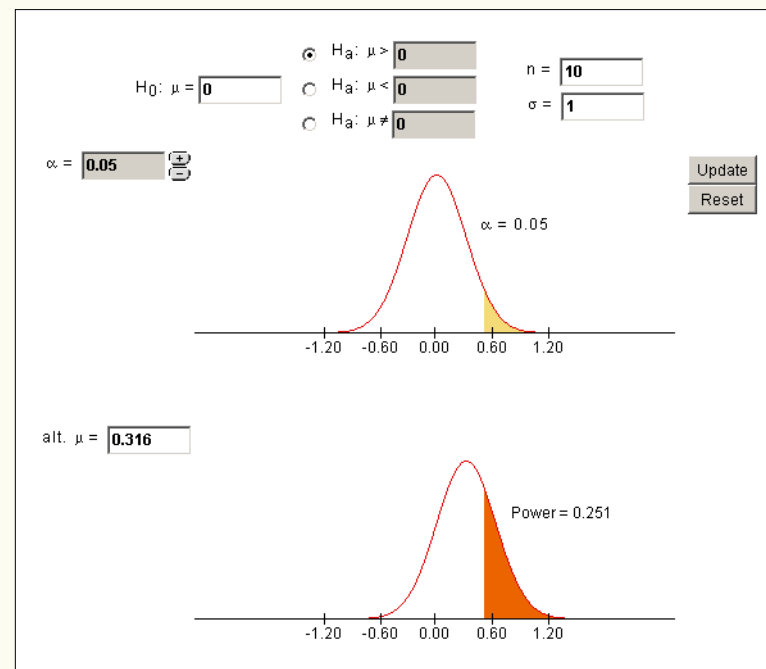 H0: μ = 0
Ha: μ > 0
Ha: μ < 0
Ha: μ ≠ 0
n = 10
σ = 1
α = 0.05
+
−
Update
Reset
α = 0.05
-1.20 -0.60 0.00 0.60 1.20
alt. μ = 0.316
Power = 0.251
-1.20 -0.60 0.00 0.60 1.20